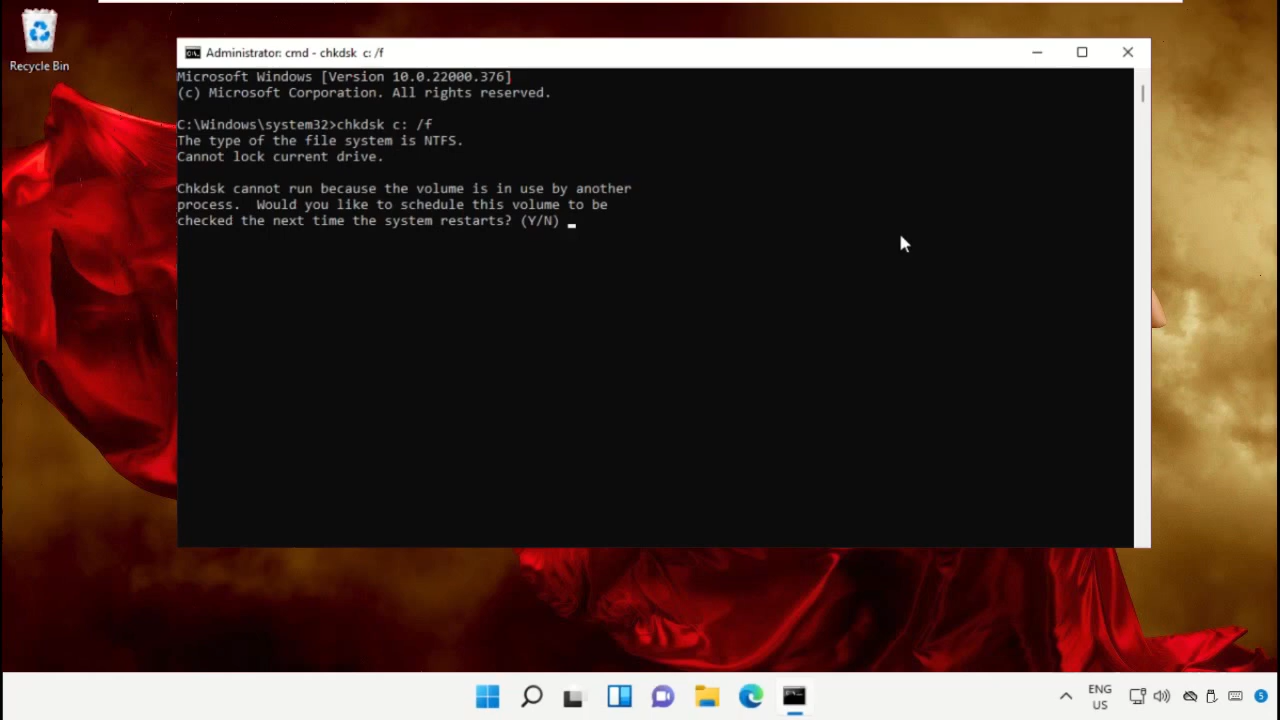 Recycle Bin
Administrator: cmd - chkdsk  c: /f
Microsoft Windows [Version 10.0.22000.376]
(c) Microsoft Corporation. All rights reserved.
C:\Windows\system32>chkdsk c: /f
The type of the file system is NTFS.
Cannot lock current drive.
Chkdsk cannot run because the volume is in use by another
process.  Would you like to schedule this volume to be
checked the next time the system restarts? (Y/N)
ENG
US
5